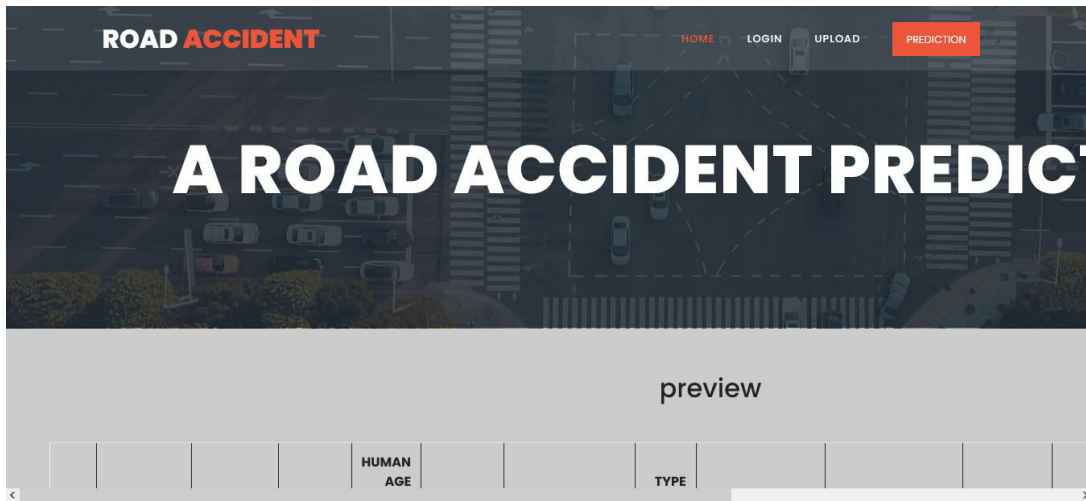 ROAD ACCIDENT
HOME LOGIN UPLOAD PREDICTION
A ROAD ACCIDENT PREDICT
preview
HUMAN
AGE
TYPE